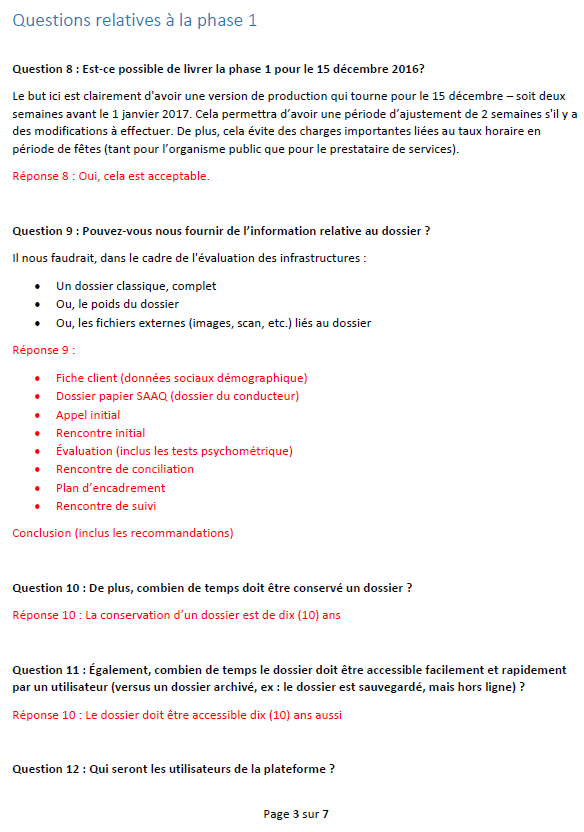 Questions relatives à la phase 1
Question 8 : Est-ce possible de livrer la phase 1 pour le 15 décembre 2016?
Le but ici est clairement d'avoir une version de production qui tourne pour le 15 décembre – soit deux
semaines avant le 1 janvier 2017. Cela permettra d’avoir une période d’ajustement de 2 semaines s'il y a
des modifications à effectuer. De plus, cela évite des charges importantes liées au taux horaire en
période de fêtes (tant pour l’organisme public que pour le prestataire de services).
Réponse 8 : Oui, cela est acceptable.
Question 9 : Pouvez-vous nous fournir de l’information relative au dossier ?
Il nous faudrait, dans le cadre de l'évaluation des infrastructures :
• Un dossier classique, complet
• Ou, le poids du dossier
• Ou, les fichiers externes (images, scan, etc.) liés au dossier
Réponse 9 :
• Fiche client (données sociaux démographique)
• Dossier papier SAAQ (dossier du conducteur)
• Appel initial
• Rencontre initial
• Évaluation (inclus les tests psychométrique)
• Rencontre de conciliation
• Plan d’encadrement
• Rencontre de suivi
Conclusion (inclus les recommandations)
Question 10 : De plus, combien de temps doit être conservé un dossier ?
Réponse 10 : La conservation d’un dossier est de dix (10) ans
Question 11 : Également, combien de temps le dossier doit être accessible facilement et rapidement
par un utilisateur (versus un dossier archivé, ex : le dossier est sauvegardé, mais hors ligne) ?
Réponse 10 : Le dossier doit être accessible dix (10) ans aussi
Question 12 : Qui seront les utilisateurs de la plateforme ?
Page 3 sur 7